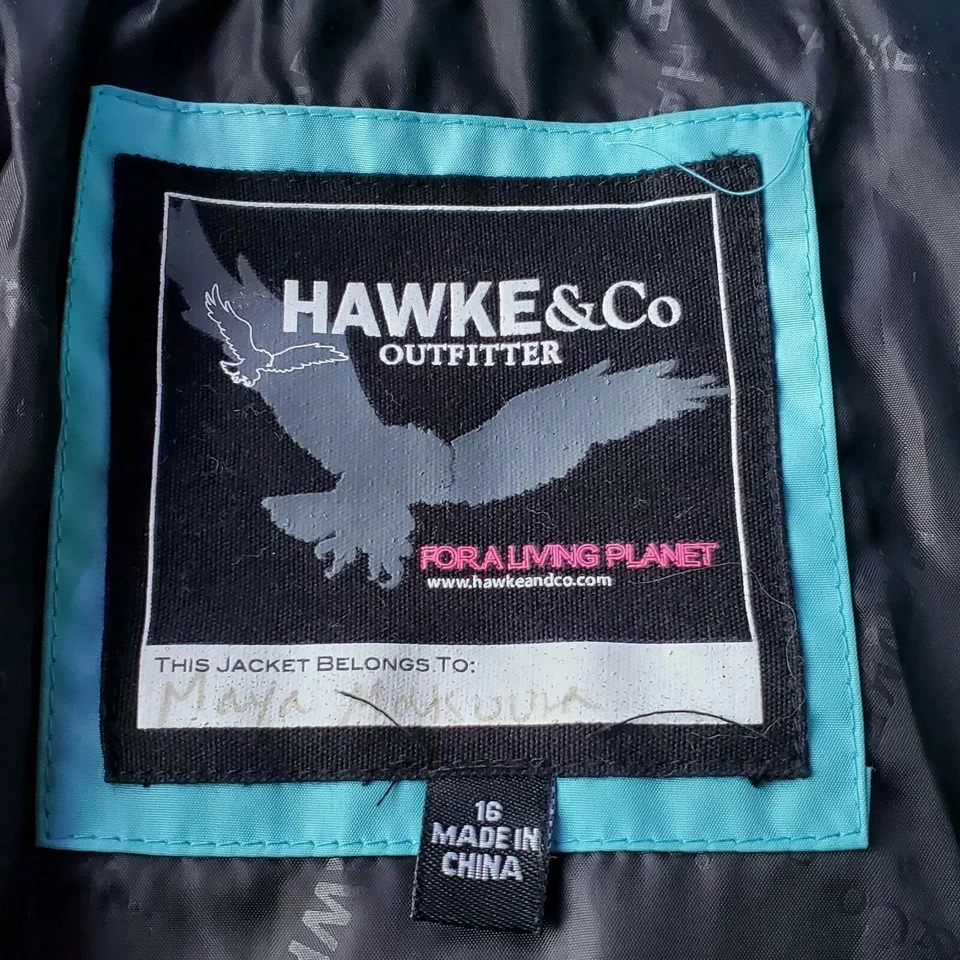 HAWKE&Co
OUTFITTER
FOR A LIVING PLANET
www.hawkeandco.com
THIS JACKET BELONGS TO:
Maya
16
MADE IN
CHINA